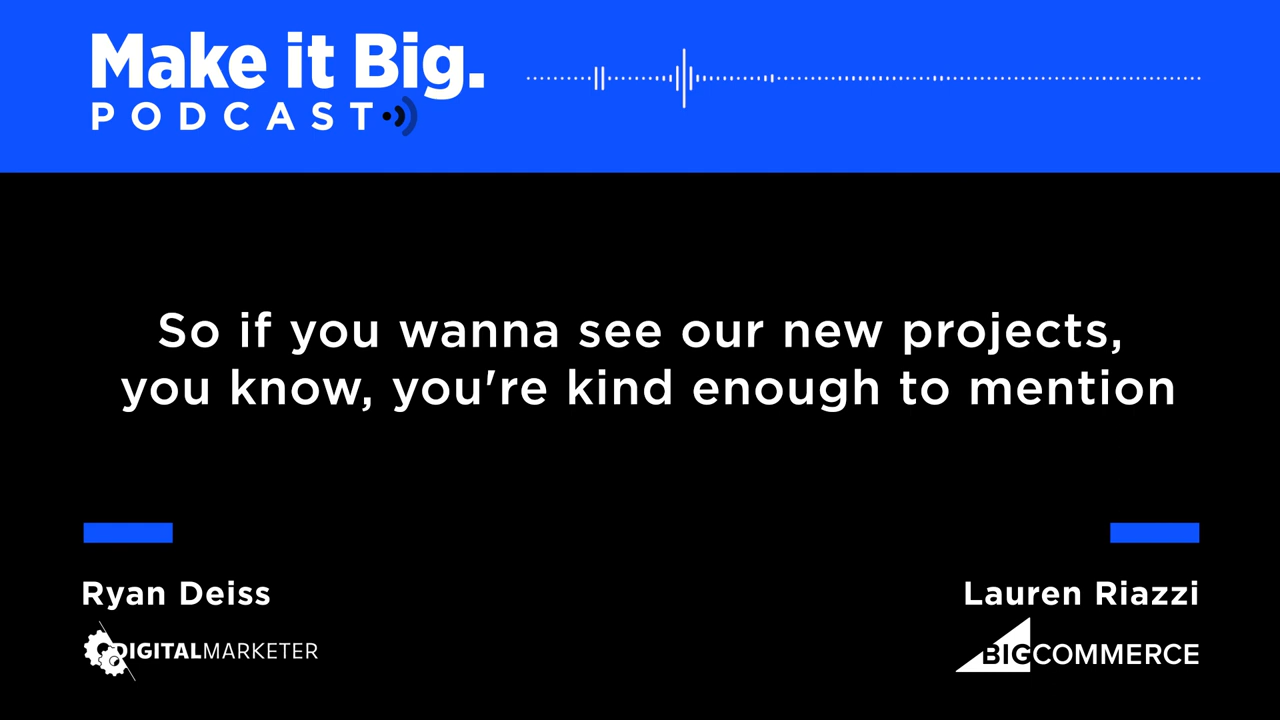 Make it Big.
PODCAST
So if you wanna see our new projects,
you know, you're kind enough to mention
Ryan Deiss
DIGITALMARKETER
Lauren Riazzi
BIGCOMMERCE